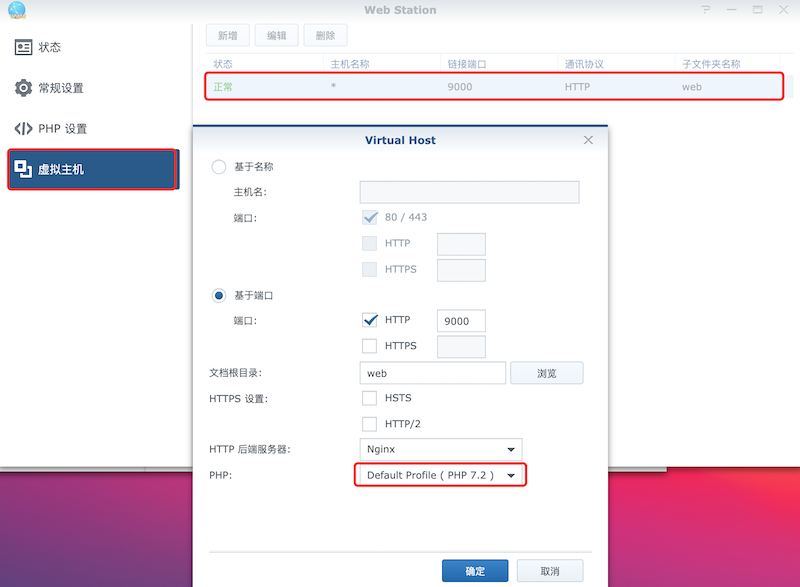 Web Station
状态
常规设置
PHP 设置
虚拟主机
新增 编辑 删除
状态 主机名称 链接端口 通讯协议 子文件夹名称
正常 * 9000 HTTP web
Virtual Host
基于名称
主机名:
端口: 80 / 443
HTTP
HTTPS
基于端口
端口: HTTP 9000
HTTPS
文档根目录: web 浏览
HTTPS 设置: HSTS
HTTP/2
HTTP 后端服务器: Nginx
PHP: Default Profile ( PHP 7.2 )
确定 取消